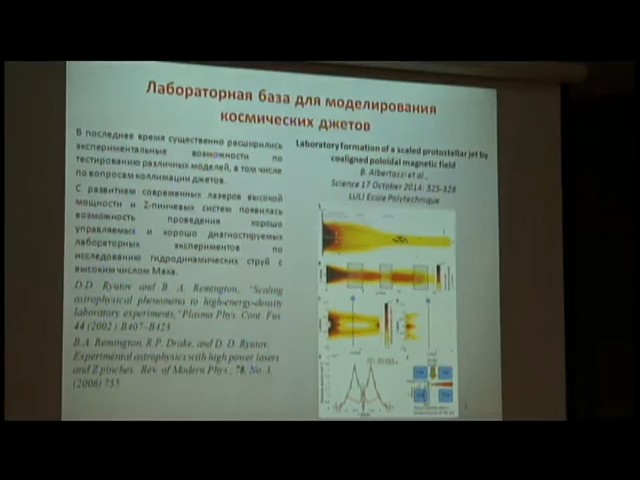 Лабораторная база для моделирования
космических джетов
В последнее время существенно расширились
экспериментальные возможности по
тестированию различных моделей, в том числе
по вопросам коллимации джетов.
С развитием современных лазеров высокой
мощности и 2-пинчевых систем появилась
возможность проведения хорошо
управляемых и хорошо диагностируемых
лабораторных экспериментов по
исследованию гидродинамических струй с
высоким числом Маха.
D.D. Ryutov and B. A. Remington, "Scaling
astrophysical phenomena to high-energy-density
laboratory experiments," Plasma Phys. Cont. Fus.
44 (2002) B407–B423.
B.A. Remington, R.P. Drake, and D. D. Ryutov.
Experimental astrophysics with high power lasers
and Z pinches. Rev. of Modern Phys., 78, No. 3,
(2006) 755
Laboratory formation of a scaled protostellar jet by
coaligned poloidal magnetic field
B. Albertazzi et al.,
Science 17 October 2014: 325-328
LULI Ecole Polytechnique